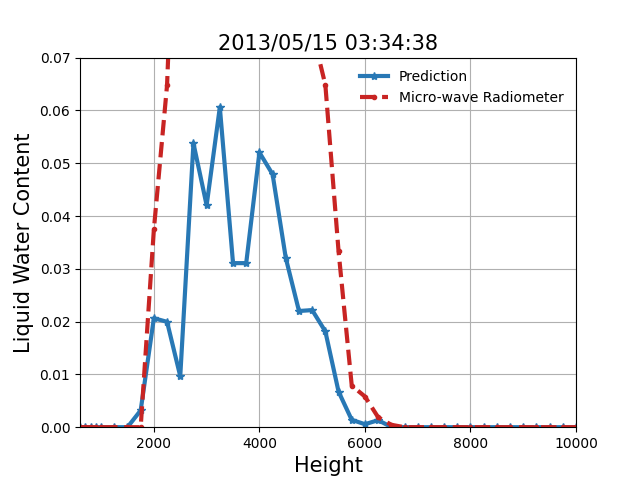 2013/05/15 03:34:38
0.07
0.06
0.05
0.04
0.03
0.02
0.01
0.00
Liquid Water Content
Prediction
Micro-wave Radiometer
2000 4000 6000 8000 10000
Height